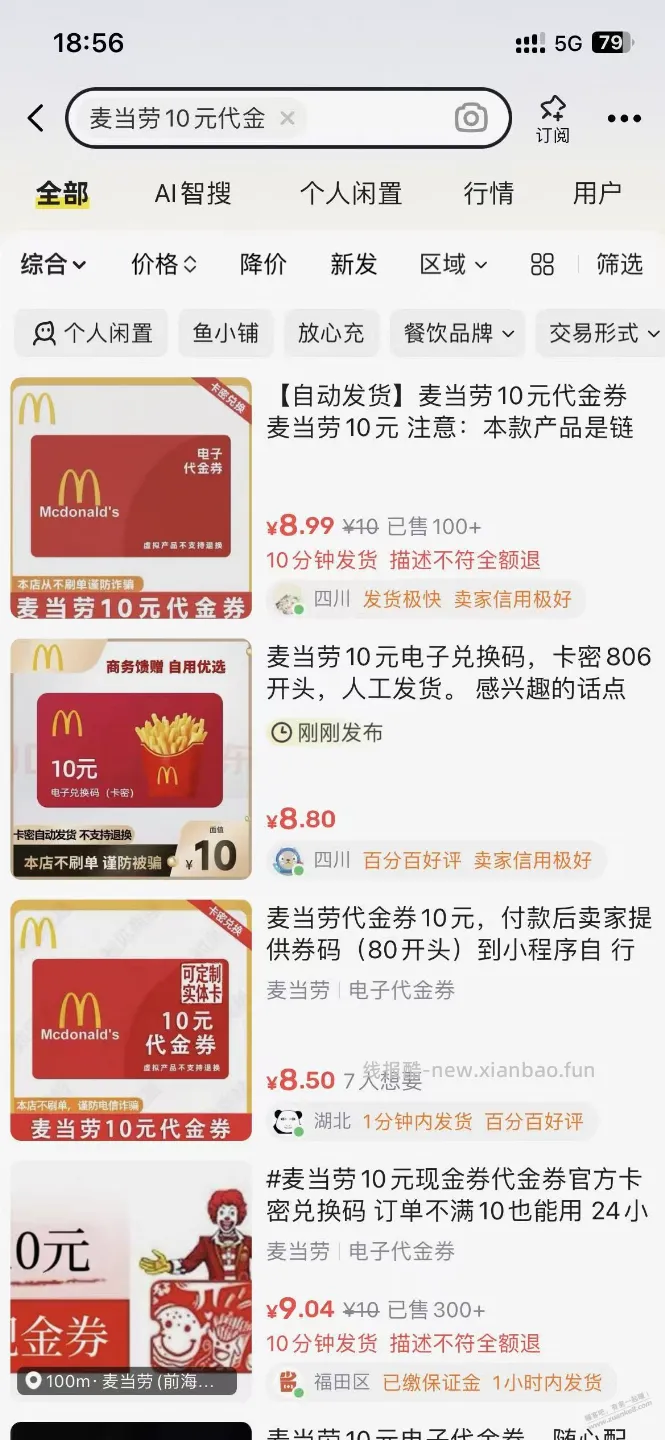 18:56
5G 79
麦当劳10元代金 ×
订阅
全部 AI智搜 个人闲置 行情 用户
综合 价格 降价 新发 区域 筛选
个人闲置 鱼小铺 放心充 餐饮品牌 交易形式
卡密兑换
电子
代金券
Mcdonald's
虚拟产品不支持退换
本店从不刷单谨防诈骗
麦当劳10元代金券
【自动发货】麦当劳10元代金券
麦当劳10元 注意：本款产品是链
¥8.99 ¥10 已售100+
10分钟发货 描述不符全额退
四川 发货极快 卖家信用极好
商务馈赠 自用优选
10元
电子兑换码（卡密）
卡密自动发货 不支持退换
本店不刷单 谨防被骗
面值
¥10
麦当劳10元电子兑换码，卡密806
开头，人工发货。 感兴趣的话点
刚刚发布
¥8.80
四川 百分百好评 卖家信用极好
卡密兑换
可定制
实体卡
Mcdonald's
10元
代金券
虚拟产品不支持退换
本店不刷单，谨防电信诈骗
麦当劳10元代金券
麦当劳代金券10元，付款后卖家提
供券码（80开头）到小程序自 行
麦当劳 电子代金券
线报酷-new.xianbao.fun
¥8.50 7人想要
湖北 1分钟内发货 百分百好评
0元
金券
100m· 麦当劳 (前海...
#麦当劳10元现金券代金券官方卡
密兑换码 订单不满10也能用 24小
麦当劳 电子代金券
¥9.04 ¥10 已售300+
10分钟发货 描述不符全额退
福田区 已缴保证金 1小时内发货
www.zuanke8.com